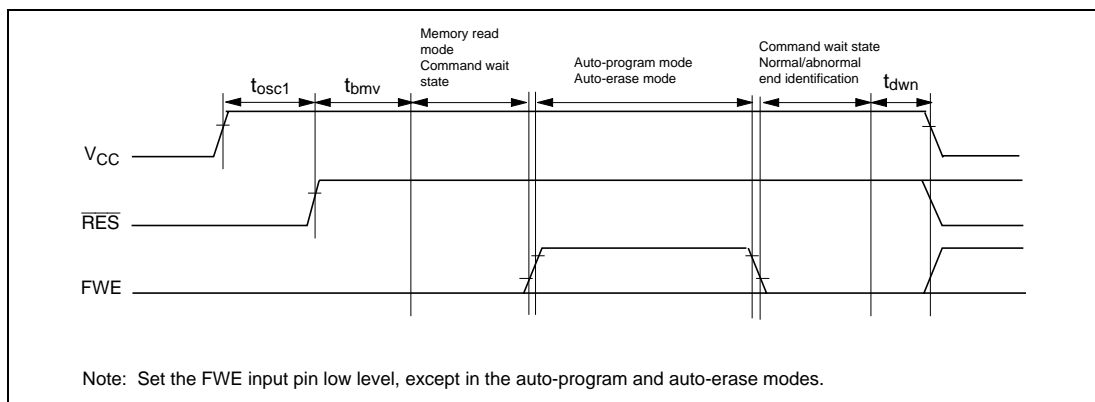 Memory read
mode
Command wait
state
Auto-program mode
Auto-erase mode
Command wait state
Normal/abnormal
end identification
tosc1
tbmv
tdwn
VCC
RES
FWE
Note: Set the FWE input pin low level, except in the auto-program and auto-erase modes.